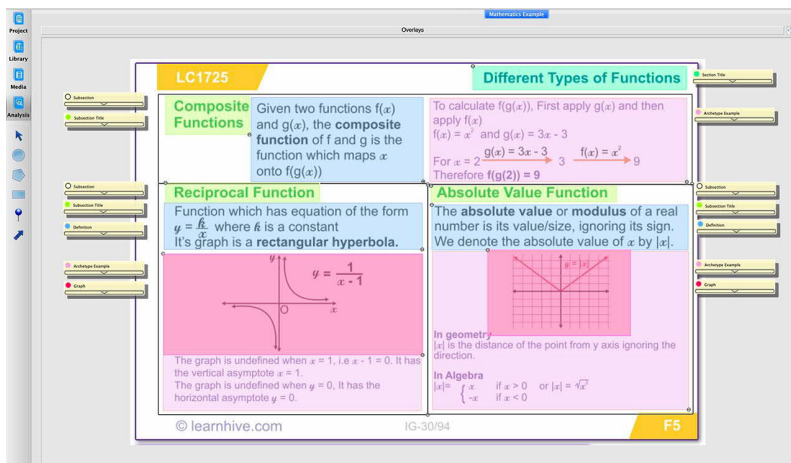 Mathematics Example
Overlays
Project
Library
Media
Analysis
Subsection
Subsection Title
Section Title
Archetype Example
LC1725
Different Types of Functions
Composite
Functions
Given two functions f(x)
and g(x), the composite
function of f and g is the
function which maps x
onto f(g(x))
To calculate f(g(x)), First apply g(x) and then
apply f(x)
f(x) = x² and g(x) = 3x - 3
g(x) = 3x - 3 f(x) = x²
For x = 2 3 9
Therefore f(g(2)) = 9
Subsection
Subsection Title
Definition
Archetype Example
Graph
Subsection
Subsection Title
Definition
Archetype Example
Graph
Reciprocal Function
Function which has equation of the form
y = k/x where k is a constant
It's graph is a rectangular hyperbola.
y
y = 1/x - 1
O
x
The graph is undefined when x = 1, i.e x - 1 = 0. It has
the vertical asymptote x = 1.
The graph is undefined when y = 0, It has the
horizontal asymptote y = 0.
Absolute Value Function
The absolute value or modulus of a real
number is its value/size, ignoring its sign.
We denote the absolute value of x by |x|.
y = |x|
In geometry
|x| is the distance of the point from y axis ignoring the
direction.
In Algebra
|x|= { x if x > 0 or |x| = √x²
-x if x < 0
© learnhive.com
IG-30/94
F5